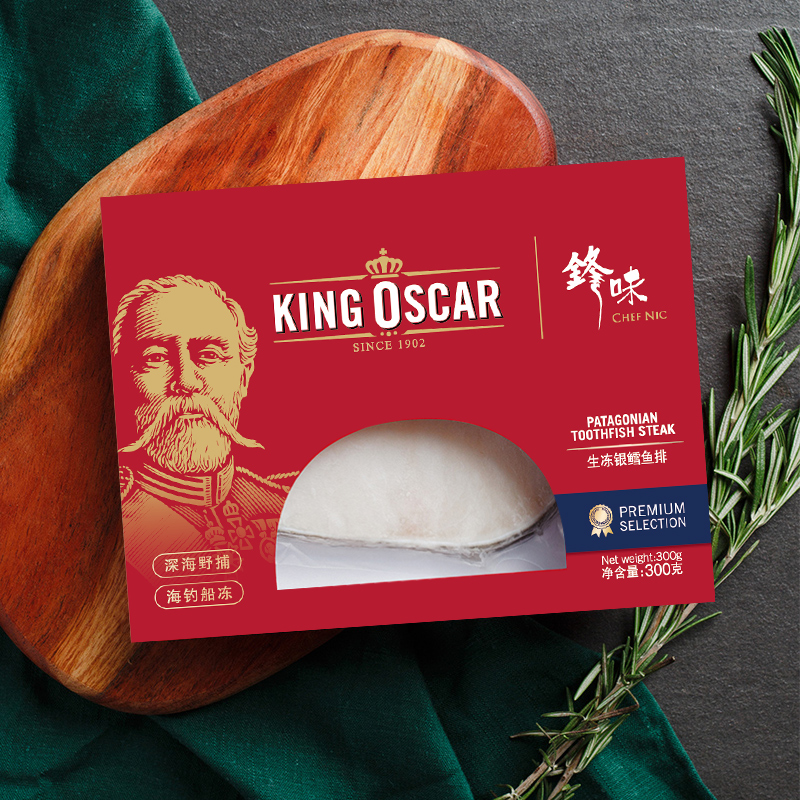 KING OSCAR
SINCE 1902
鋒味
CHEF NIC
PATAGONIAN
TOOTHFISH STEAK
生冻银鳕鱼排
PREMIUM
SELECTION
Net weight:300g
净含量:300克
深海野捕
海钓船冻